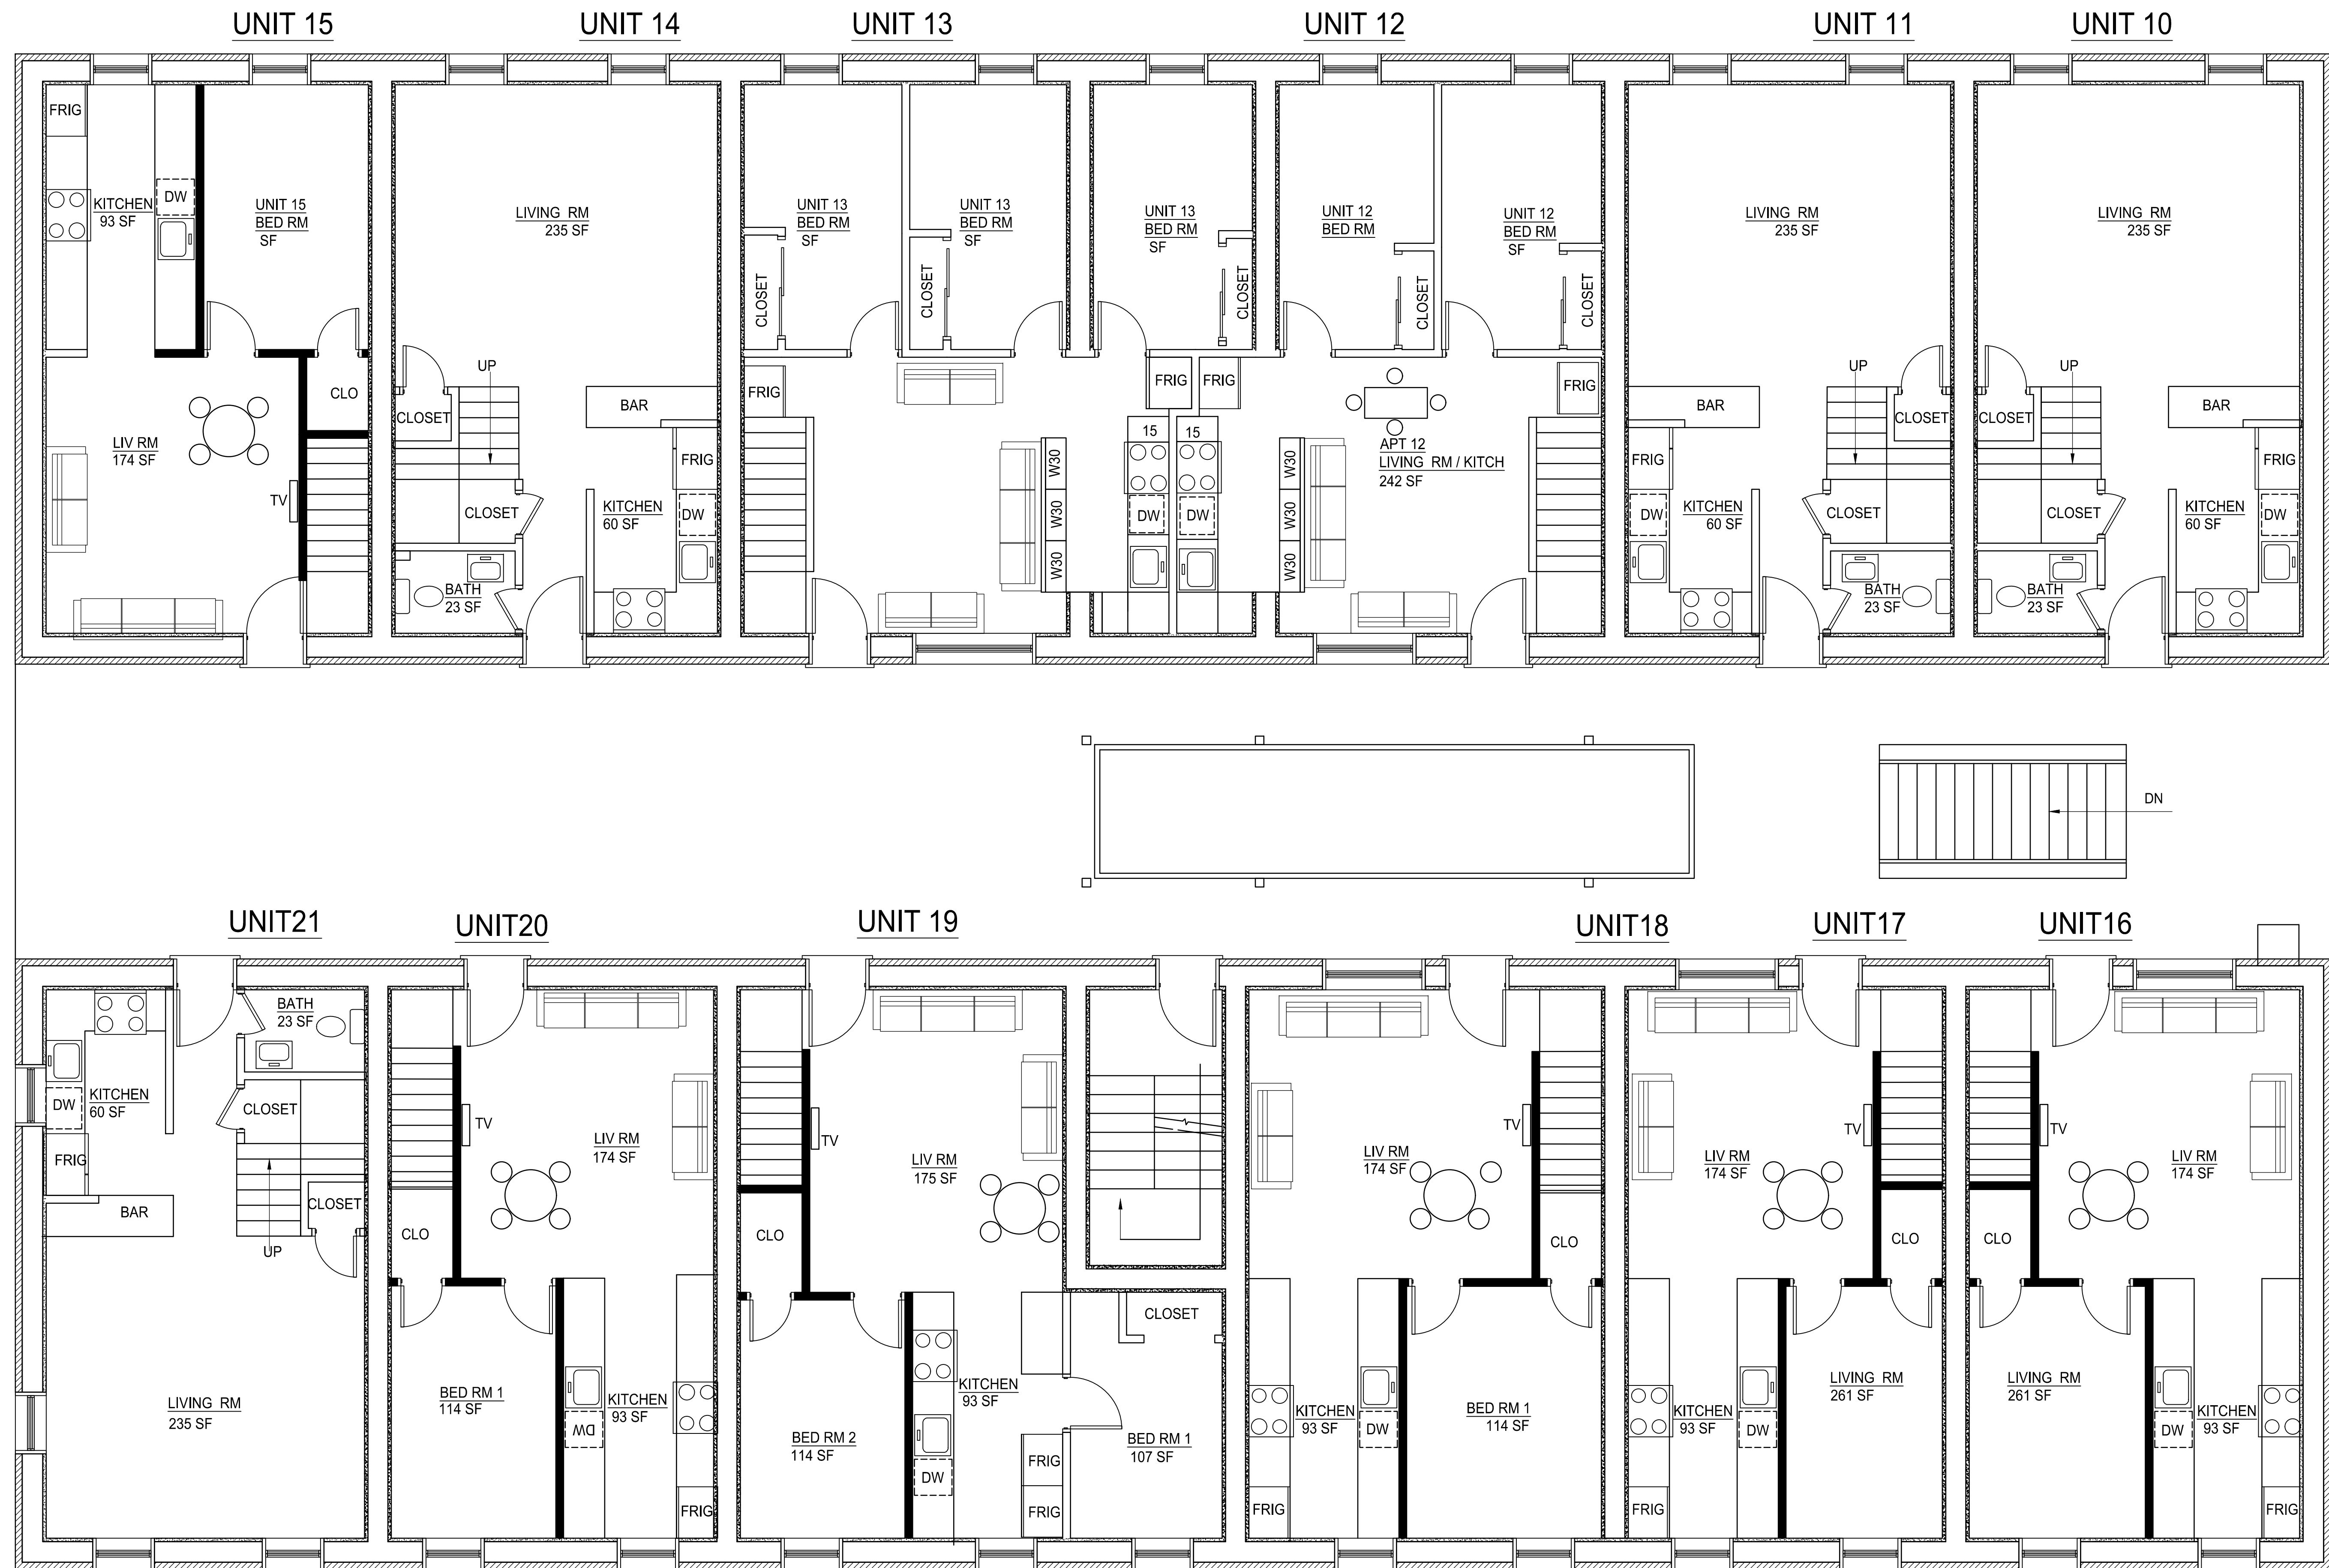 UNIT 15
UNIT 14
UNIT 13
UNIT 12
UNIT 11
UNIT 10
FRIG
KITCHEN
93 SF
DW
UNIT 15
BED RM
SF
CLO
LIV RM
174 SF
TV
LIVING RM
235 SF
UP
CLOSET
BAR
FRIG
CLOSET
KITCHEN
60 SF
DW
BATH
23 SF
UNIT 13
BED RM
SF
CLOSET
UNIT 13
BED RM
SF
CLOSET
UNIT 13
BED RM
SF
CLOSET
FRIG
W30
W30
W30
FRIG
15
DW
UNIT 12
BED RM
CLOSET
UNIT 12
BED RM
SF
CLOSET
FRIG
15
DW
W30
W30
W30
APT 12
LIVING RM / KITCH
242 SF
FRIG
LIVING RM
235 SF
BAR
UP
CLOSET
FRIG
DW
KITCHEN
60 SF
CLOSET
BATH
23 SF
LIVING RM
235 SF
UP
CLOSET
BAR
FRIG
CLOSET
KITCHEN
60 SF
DW
BATH
23 SF
DN
UNIT21
UNIT20
UNIT 19
UNIT18
UNIT17
UNIT16
BATH
23 SF
KITCHEN
60 SF
DW
CLOSET
FRIG
CLOSET
BAR
UP
LIVING RM
235 SF
TV
LIV RM
174 SF
CLO
BED RM 1
114 SF
KITCHEN
93 SF
DW
FRIG
TV
LIV RM
175 SF
CLO
CLOSET
KITCHEN
93 SF
BED RM 2
114 SF
BED RM 1
107 SF
DW
FRIG
FRIG
TV
LIV RM
174 SF
CLO
KITCHEN
93 SF
DW
BED RM 1
114 SF
FRIG
TV
LIV RM
174 SF
CLO
LIVING RM
261 SF
KITCHEN
93 SF
DW
FRIG
TV
LIV RM
174 SF
CLO
LIVING RM
261 SF
KITCHEN
93 SF
DW
FRIG